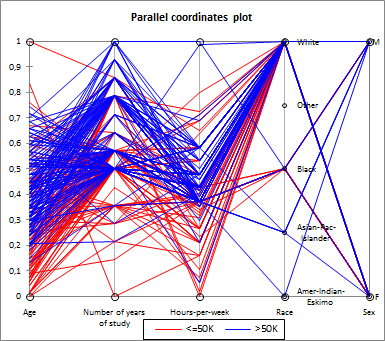 Parallel coordinates plot
1
0,9
0,8
0,7
0,6
0,5
0,4
0,3
0,2
0,1
0
White
Other
Black
Asian-Pac-
Islander
Amer-Indian-
Eskimo
M
F
Age
Number of years
of study
Hours-per-week
Race
Sex
<=50K
>50K